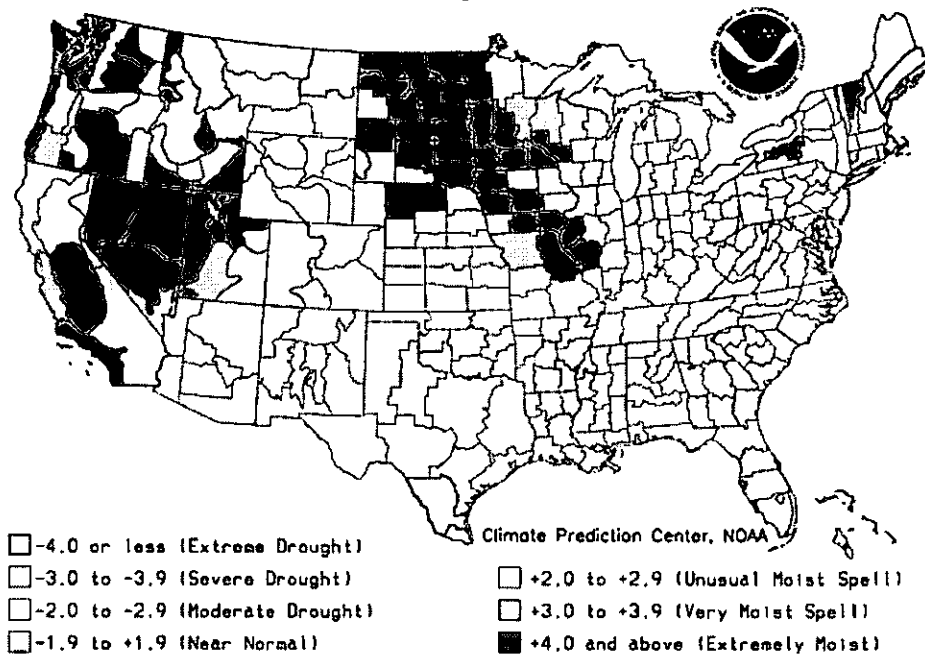 Climate Prediction Center, NOAA
-4.0 or less (Extreme Drought)
-3.0 to -3.9 (Severe Drought)
-2.0 to -2.9 (Moderate Drought)
-1.9 to +1.9 (Near Normal)
+2.0 to +2.9 (Unusual Moist Spell)
+3.0 to +3.9 (Very Moist Spell)
+4.0 and above (Extremely Moist)